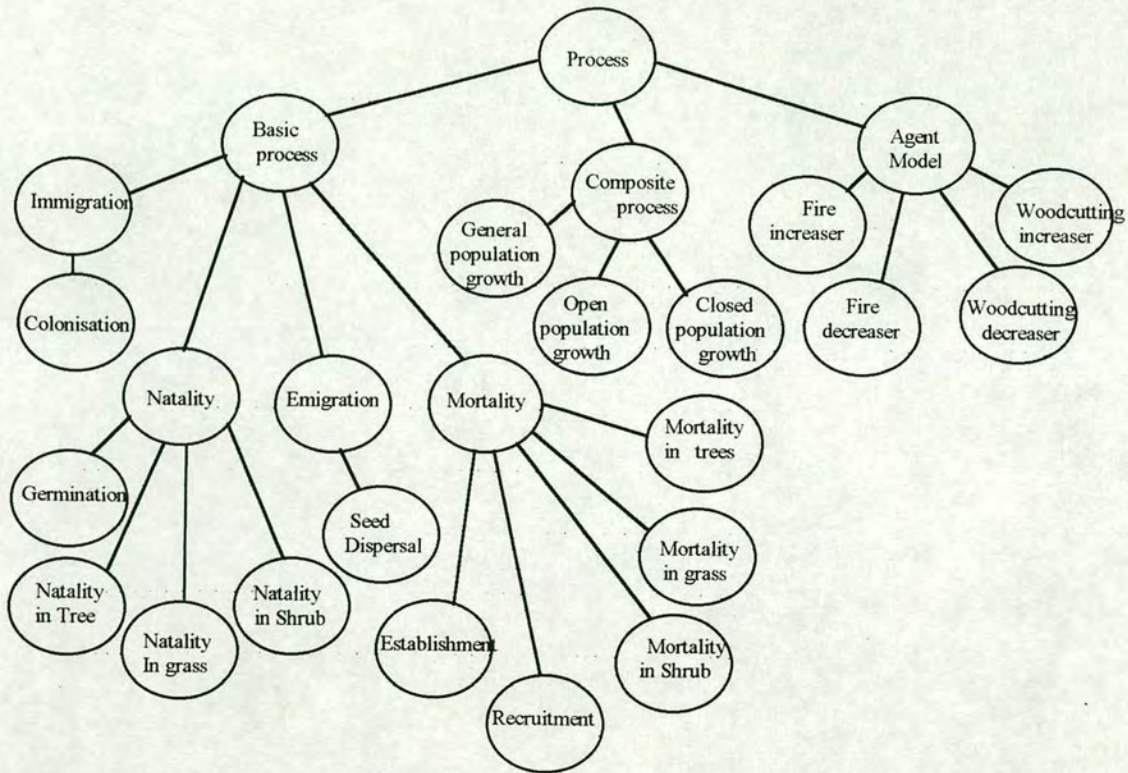 Process
Basic
process
Agent
Model
Immigration
Composite
process
Fire
increaser
Woodcutting
increaser
General
population
growth
Colonisation
Open
population
growth
Closed
population
growth
Fire
decreaser
Woodcutting
decreaser
Natality
Emigration
Mortality
Mortality
in trees
Germination
Seed
Dispersal
Mortality
in grass
Natality
in Tree
Natality
In grass
Natality
in Shrub
Establishment
Mortality
in Shrub
Recruitment